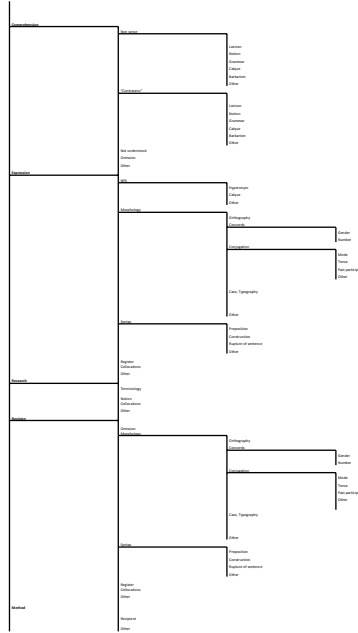 Comprehension
Non sense
Lexicon
Notion
Grammar
Calque
Barbarism
Other
"Contresens"
Lexicon
Notion
Grammar
Calque
Barbarism
Other
Not understood
Omission
Other
Expression
Hyperonym
Calque
Other
Morphology
Orthography
Concords
Gender
Number
Conjugation
Mode
Tense
Past particip
Other
Case, Typography
Other
Syntax
Preposition
Construction
Rupture of sentence
Other
Register
Collocations
Other
Research
Terminology
Notion
Collocations
Other
Revision
Omission
Morphology
Orthography
Concords
Gender
Number
Conjugation
Mode
Tense
Past particip
Other
Case, Typography
Other
Syntax
Preposition
Construction
Rupture of sentence
Other
Register
Collocations
Other
Method
Recipient
Other